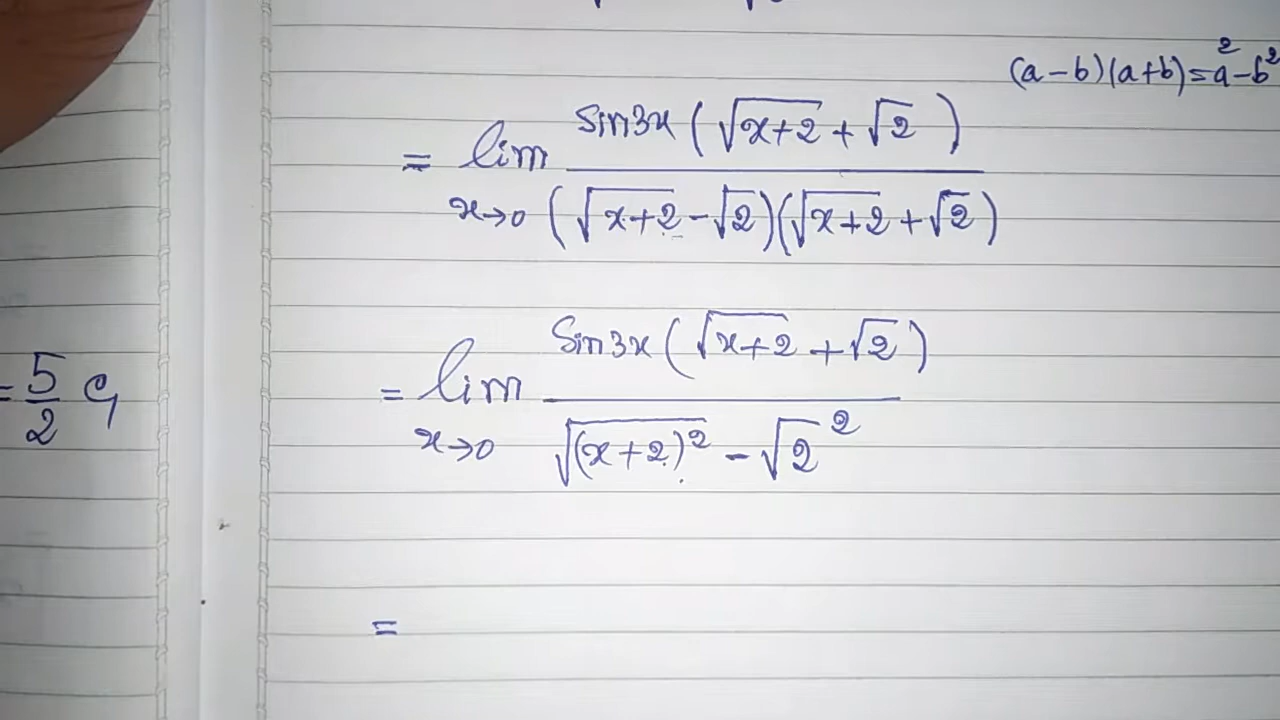 (a-b)(a+b)=a²-b²
= lim x→0 sin3x(√x+2 + √2) / (√x+2 - √2)(√x+2 + √2)
= lim x→0 Sin3x(√x+2 + √2) / √(x+2)² - √2²
= 5/2
=